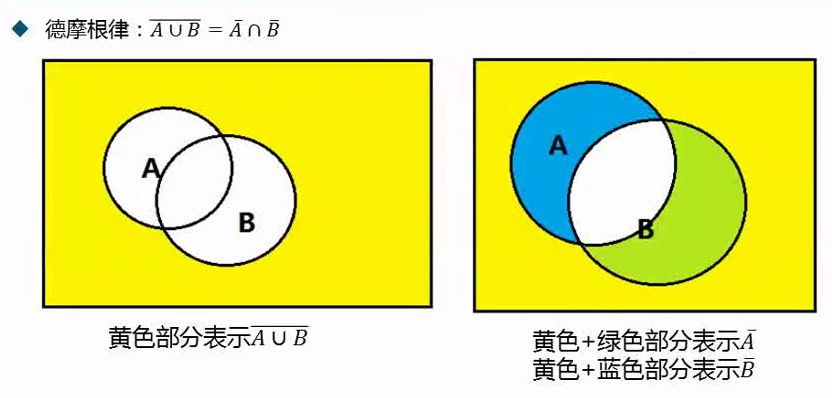 ◆ 德摩根律：$\overline{A \cup B} = \bar{A} \cap \bar{B}$
A
B
A
B
黄色部分表示$\overline{A \cup B}$
黄色+绿色部分表示$\bar{A}$
黄色+蓝色部分表示$\bar{B}$